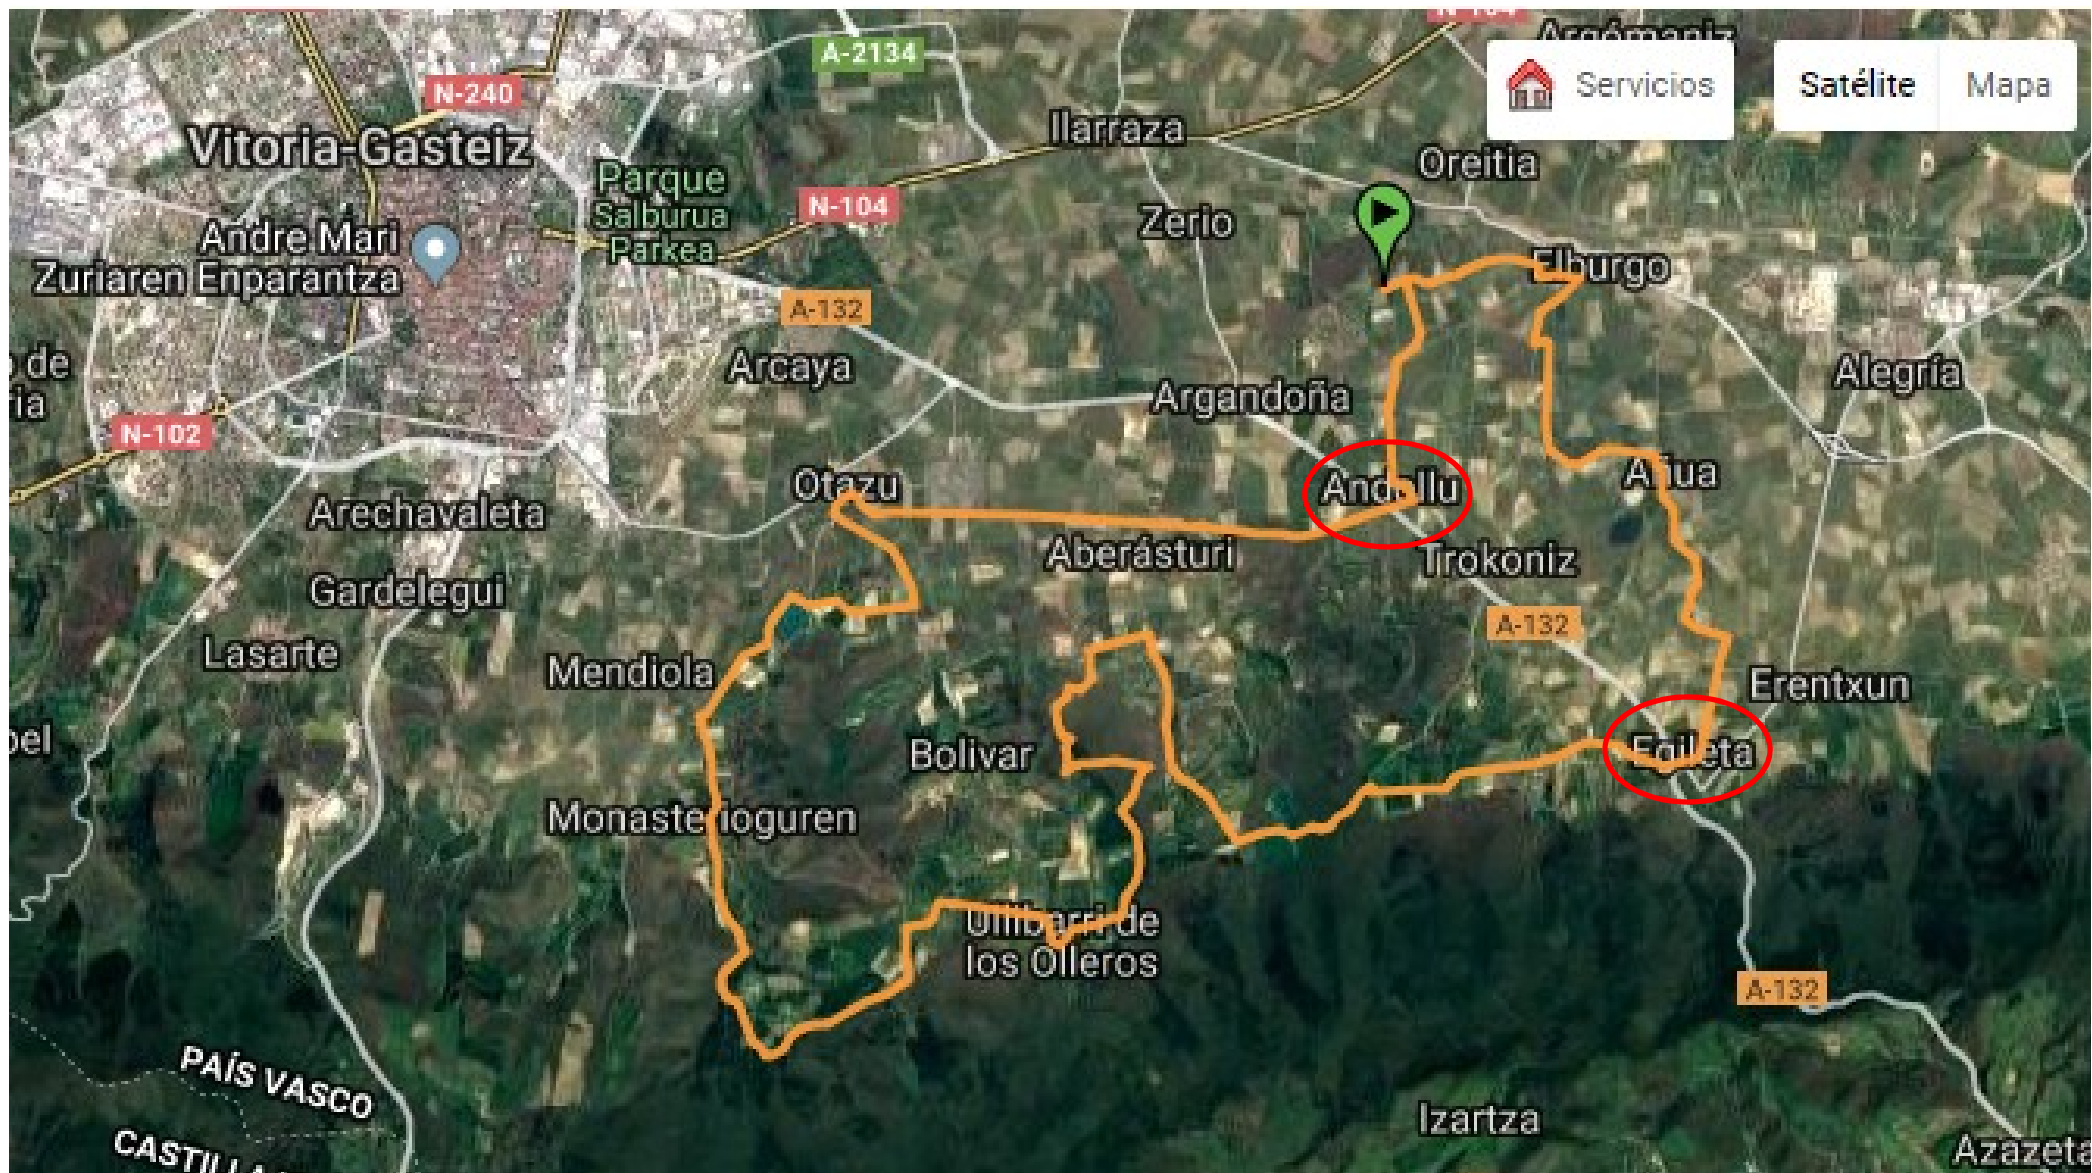 A-2134
Servicios
Satélite
Mapa
N-240
Ilarraza
Vitoria-Gasteiz
Oreitia
Parque
Salburua
Parkea
N-104
Zerio
Andre Mari
Zuriaren Enparantza
Elburgo
A-132
Arcaya
Alegría
Argandoña
N-102
Otazu
Andollu
Arechavaleta
Aberásturi
Trokoniz
Gardelegui
A-132
Lasarte
Mendiola
Erentxun
Bolivar
Egileta
Monasterioguren
Ullibarri de
los Olleros
A-132
PAÍS VASCO
Izartza
Azazeta